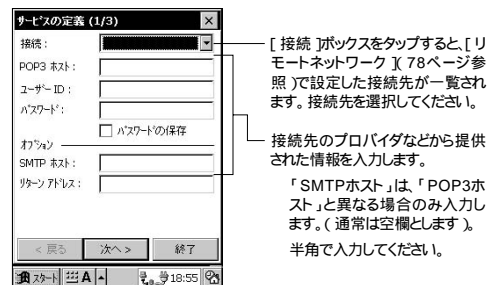 サービスの定義 (1/3) ×
接続：
POP3 ホスト：
ユーザー ID：
パスワード：
パスワードの保存
オプション
SMTP ホスト：
リターン アドレス：
< 戻る 次へ > 終了
スタート A 18:55
[ 接続 ]ボックスをタップすると、[ リ
モートネットワーク ]( 78ページ参
照 )で設定した接続先が一覧され
ます。接続先を選択してください。
接続先のプロバイダなどから提供
された情報を入力します。
「SMTPホスト」は、「POP3ホ
スト」と異なる場合のみ入力し
ます。( 通常は空欄とします )。
半角で入力してください。